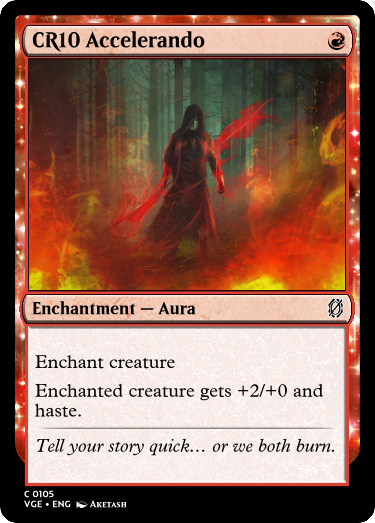 CR10 Accelerando
Enchantment — Aura
Enchant creature
Enchanted creature gets +2/+0 and
haste.
Tell your story quick... or we both burn.
C 0105
VGE • ENG Aketash